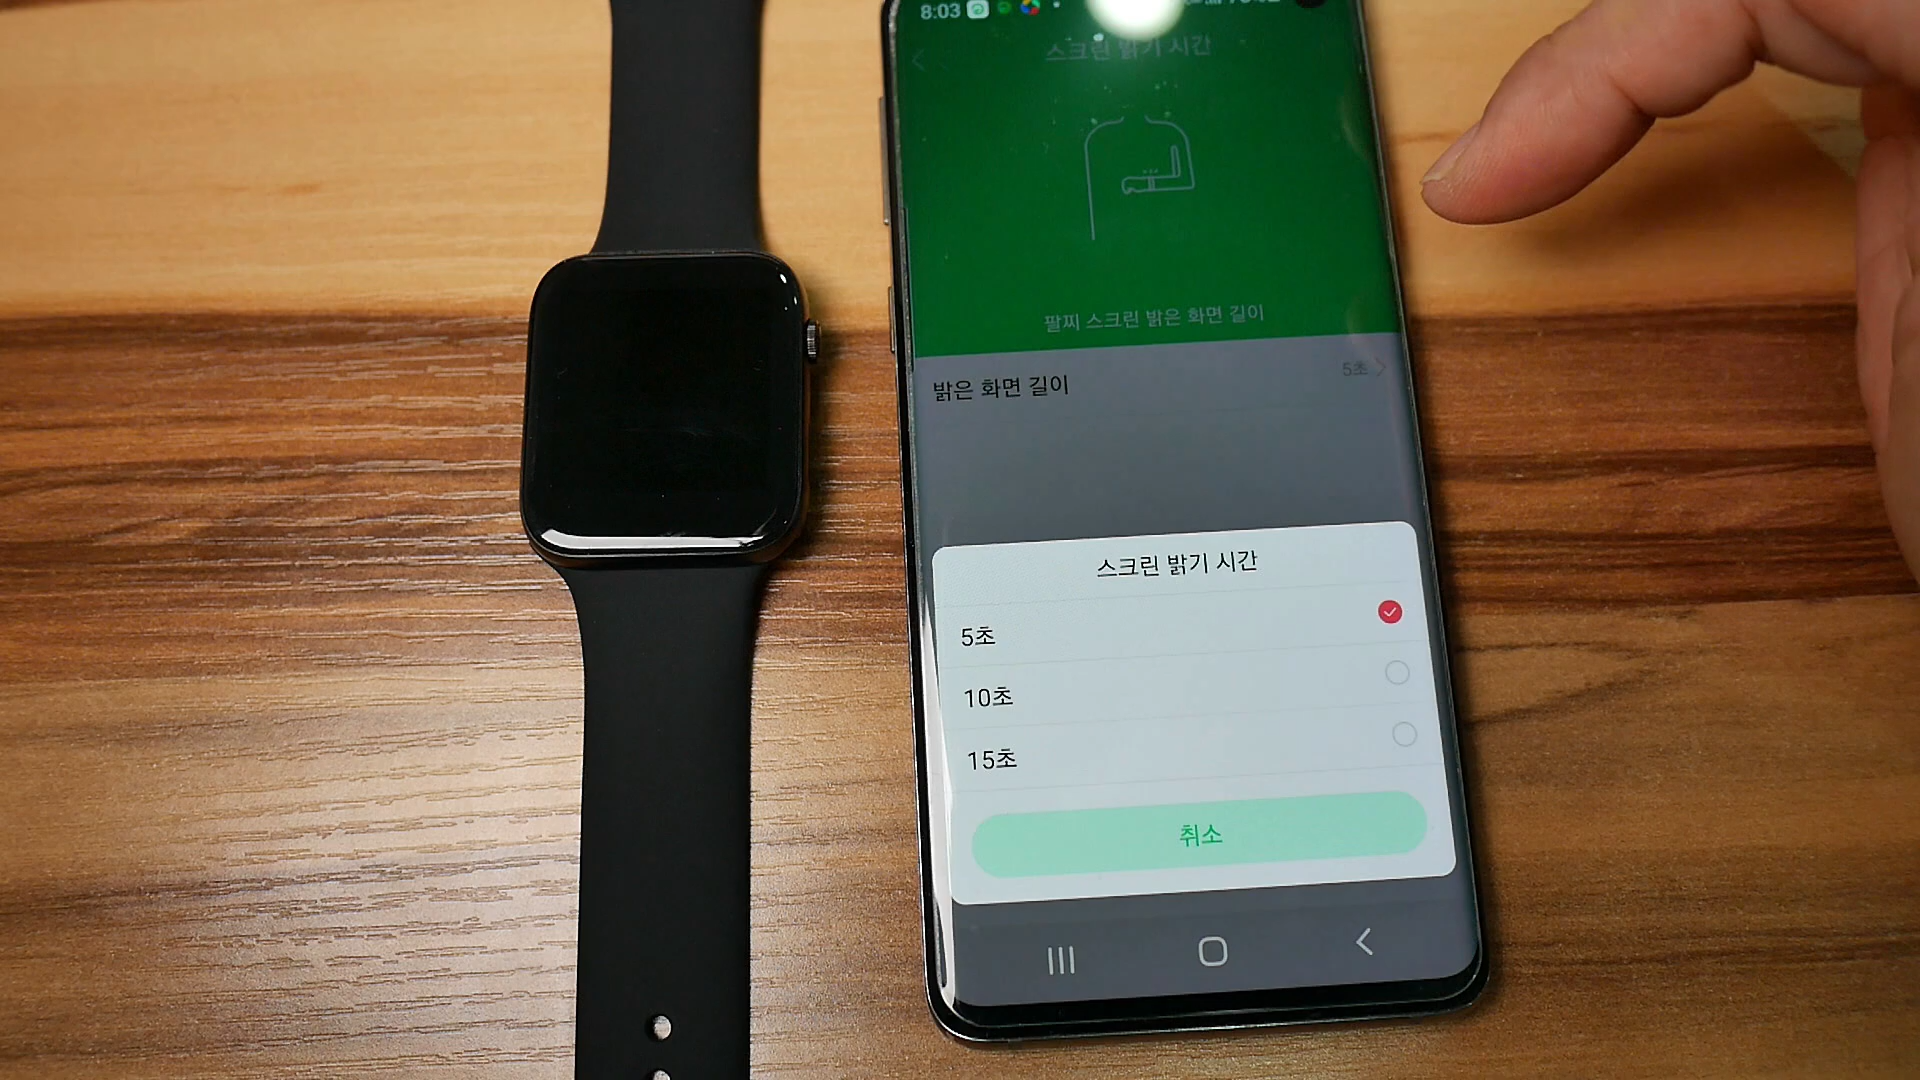 8:03
스크린 밝기 시간
팔찌 스크린 밝은 화면 길이
밝은 화면 길이
5초
스크린 밝기 시간
5초
10초
15초
취소